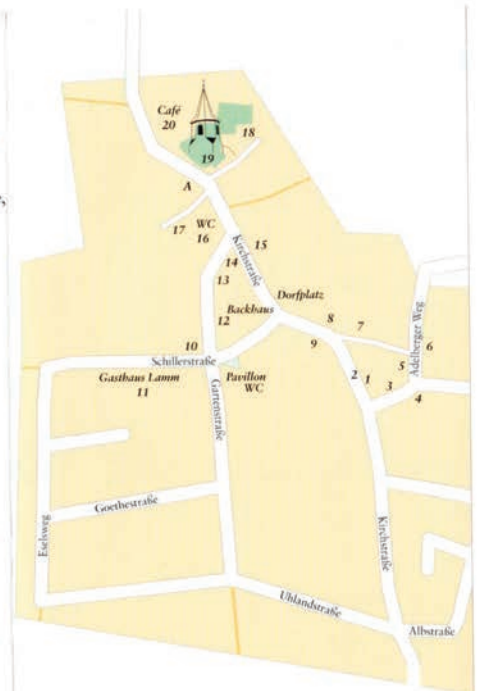 Café
20
18
19
A
17
WC
16
15
Kirchstraße
14
13
Dorfplatz
Backhaus
12
8
7
9
Adelberger Weg
6
5
10
Schillerstraße
2
1
3
4
Gasthaus Lamm
11
Pavillon
WC
Gartenstraße
Goethestraße
Eselsweg
Kirchstraße
Uhlandstraße
Albstraße